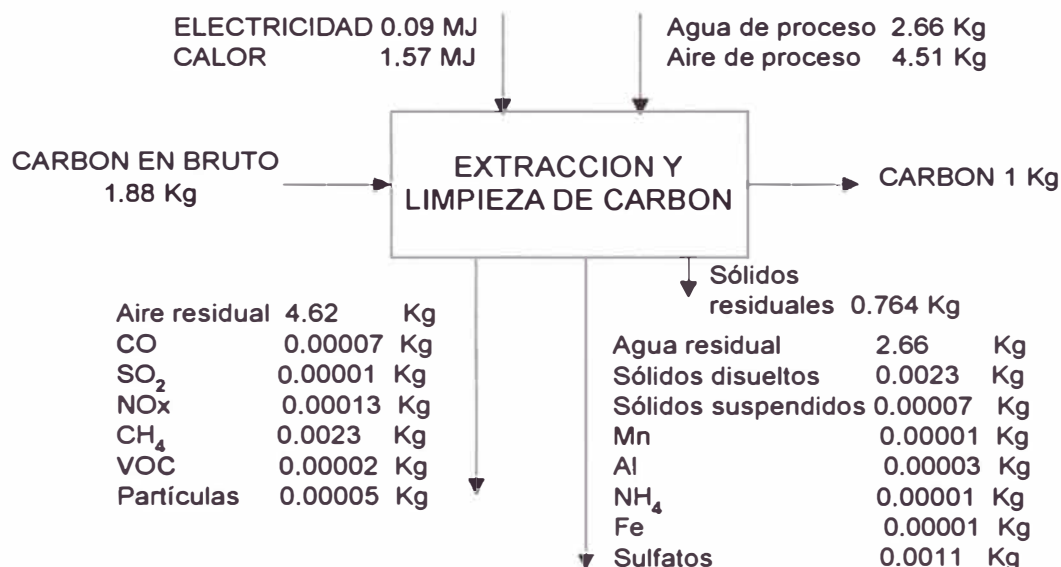 ELECTRICIDAD 0.09 MJ
CALOR 1.57 MJ
Agua de proceso 2.66 Kg
Aire de proceso 4.51 Kg
CARBON EN BRUTO
1.88 Kg
EXTRACCION Y
LIMPIEZA DE CARBON
CARBON 1 Kg
Sólidos
residuales 0.764 Kg
Aire residual 4.62 Kg
CO 0.00007 Kg
SO₂ 0.00001 Kg
NOx 0.00013 Kg
CH₄ 0.0023 Kg
VOC 0.00002 Kg
Partículas 0.00005 Kg
Agua residual 2.66 Kg
Sólidos disueltos 0.0023 Kg
Sólidos suspendidos 0.00007 Kg
Mn 0.00001 Kg
Al 0.00003 Kg
NH₄ 0.00001 Kg
Fe 0.00001 Kg
Sulfatos 0.0011 Kg